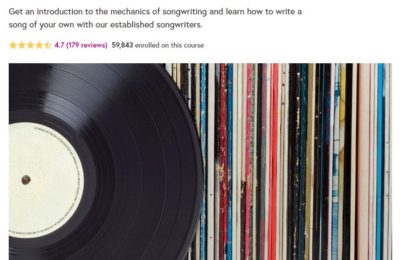 Get an introduction to the mechanics of songwriting and learn how to write a
song of your own with our established songwriters.
4.7 (179 reviews) 59,843 enrolled on this course